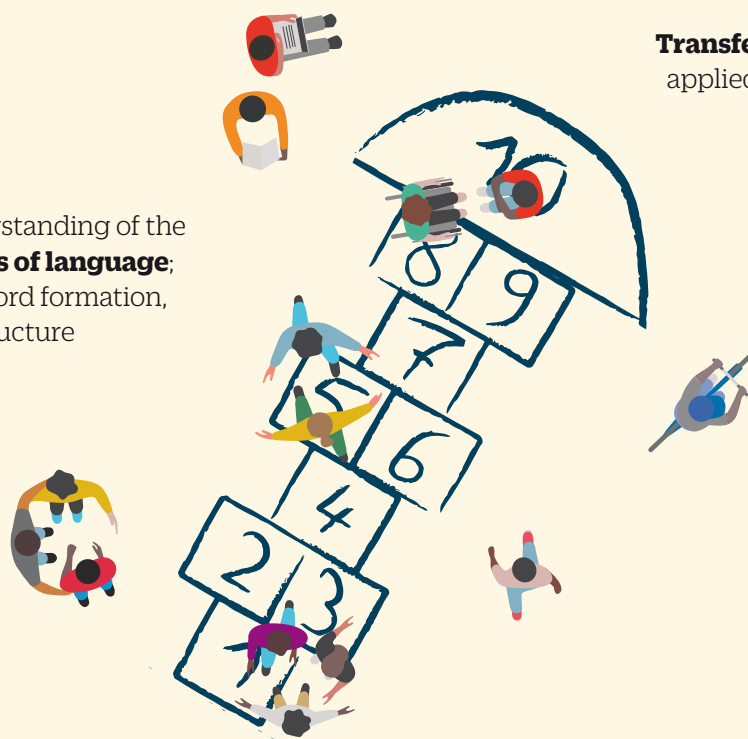 Transfe
applied
rstanding of the
s of language;
ord formation,
ucture
10
8 9
7
5 6
4
2 3